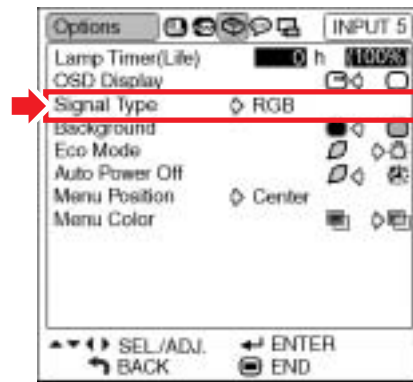 Options INPUT 5
Lamp Timer(Life) 0 h (100%)
OSD Display
Signal Type RGB
Background
Eco Mode
Auto Power Off
Menu Position Center
Menu Color
SEL./ADJ. ENTER
BACK END